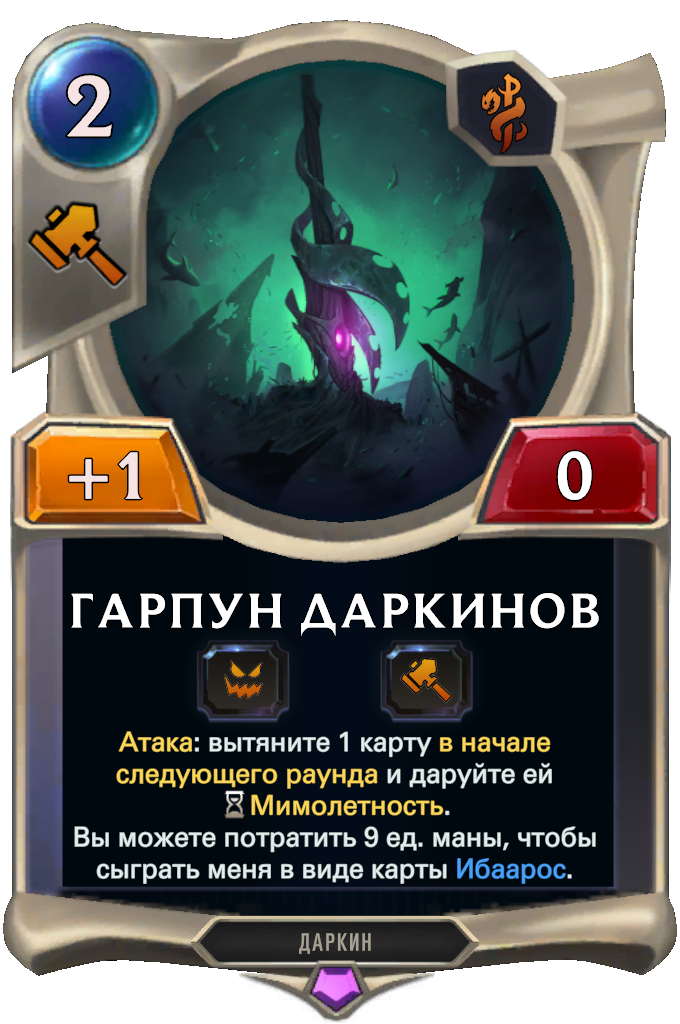 2
+1
0
ГАРПУН ДАРКИНОВ
Атака: вытяните 1 карту в начале
следующего раунда и даруйте ей
Мимолетность.
Вы можете потратить 9 ед. маны, чтобы
сыграть меня в виде карты Ибаарос.
ДАРКИН